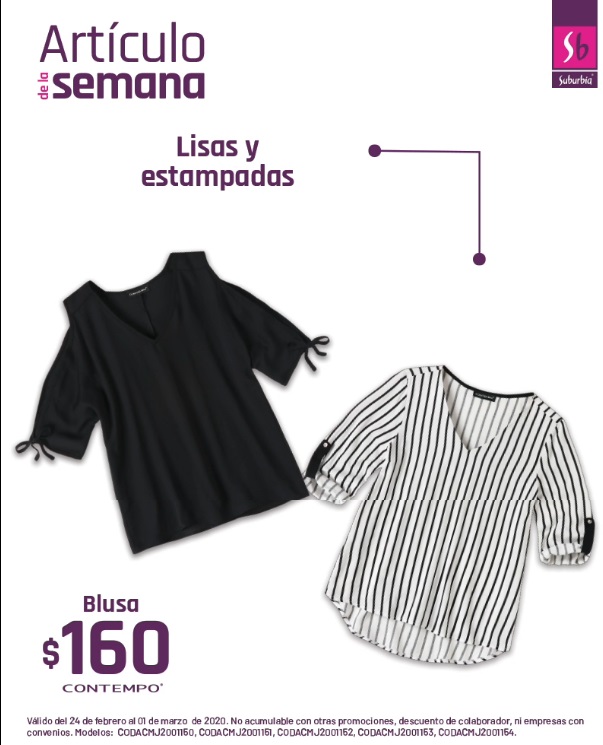 Artículo
de la semana
Sb
Suburbia®
Lisas y
estampadas
Blusa
$160
CONTEMPO®
Válido del 24 de febrero al 01 de marzo de 2020. No acumulable con otras promociones, descuento de colaborador, ni empresas con
convenios. Modelos: CODACMJ2001150, CODACMJ2001151, CODACMJ2001152, CODACMJ2001153, CODACMJ2001154.